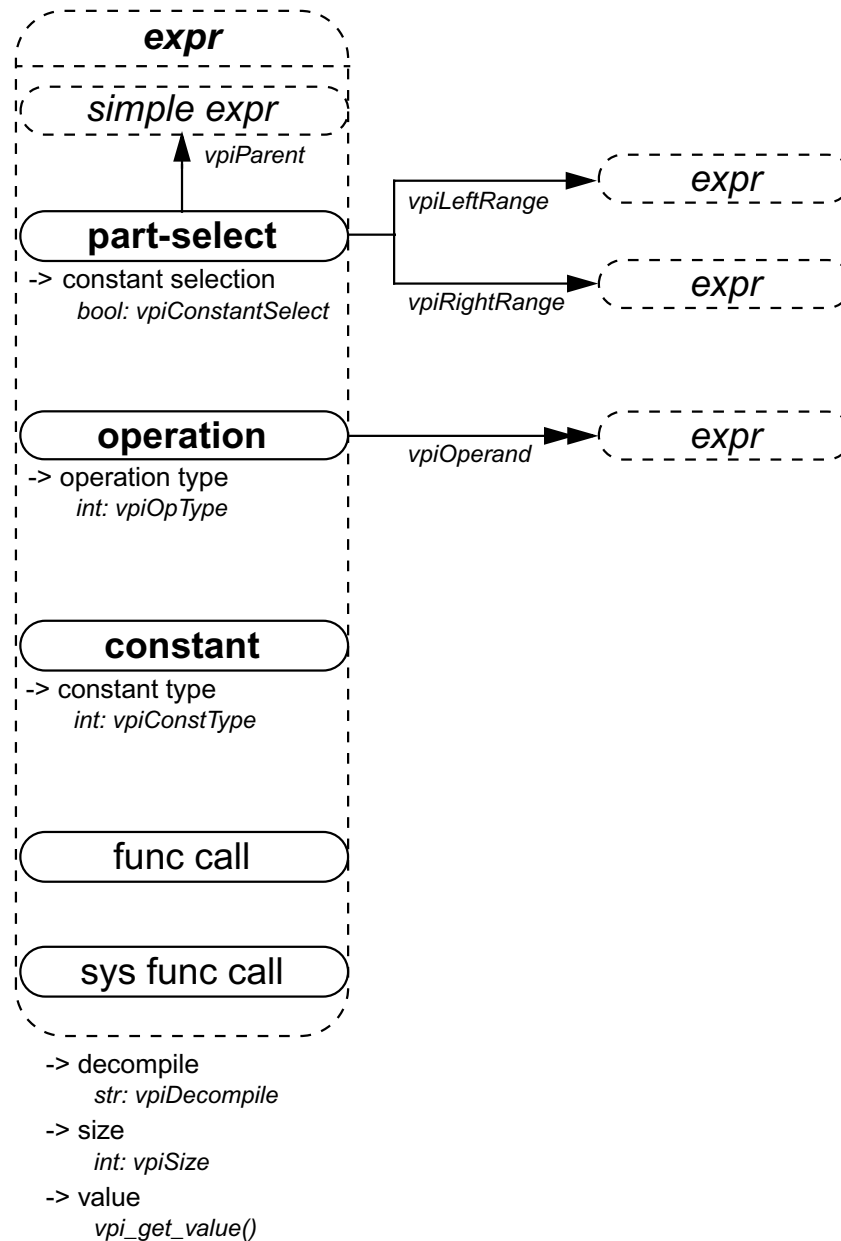 expr
simple expr
vpiParent
part-select
-> constant selection
bool: vpiConstantSelect
vpiLeftRange
expr
vpiRightRange
expr
operation
-> operation type
int: vpiOpType
vpiOperand
expr
constant
-> constant type
int: vpiConstType
func call
sys func call
-> decompile
str: vpiDecompile
-> size
int: vpiSize
-> value
vpi_get_value()